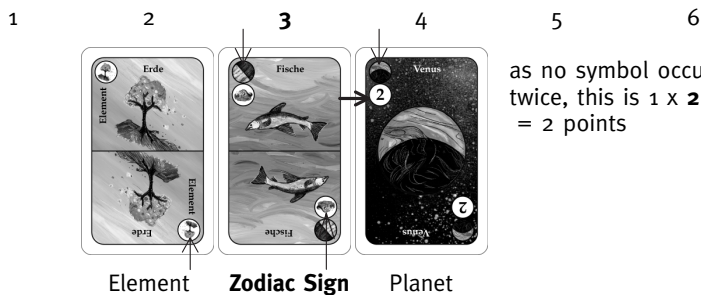 1 2 3 4 5 6
Erde Fische Venus
Element
2
as no symbol occu
twice, this is 1 x 2
= 2 points
Element
2
Erde Fische Venus
Element Zodiac Sign Planet